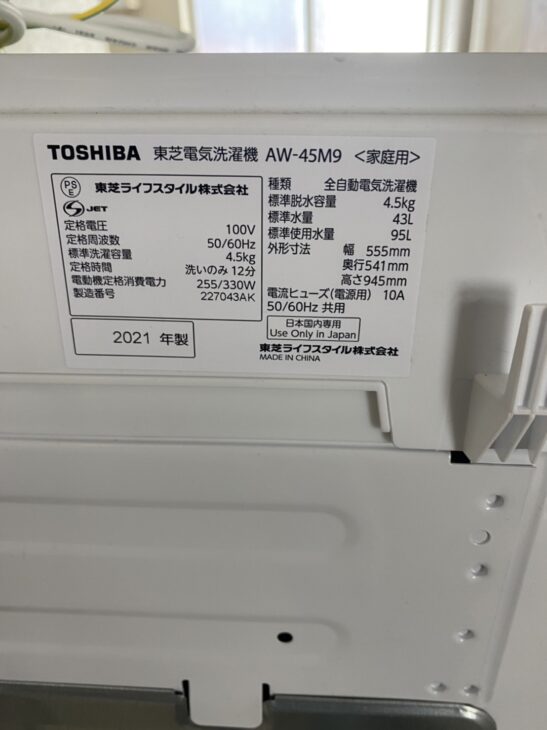 TOSHIBA 東芝電気洗濯機 AW-45M9 <家庭用>
PSE 東芝ライフスタイル株式会社
JET
定格電圧 100V
定格周波数 50/60Hz
標準洗濯容量 4.5kg
定格時間 洗いのみ 12分
電動機定格消費電力 255/330W
製造番号 227043AK
2021 年製
種類 全自動電気洗濯機
標準脱水容量 4.5kg
標準水量 43L
標準使用水量 95L
外形寸法 幅 555mm
奥行541mm
高さ945mm
電流ヒューズ(電源用) 10A
50/60Hz 共用
日本国内専用
Use Only in Japan
東芝ライフスタイル株式会社
MADE IN CHINA